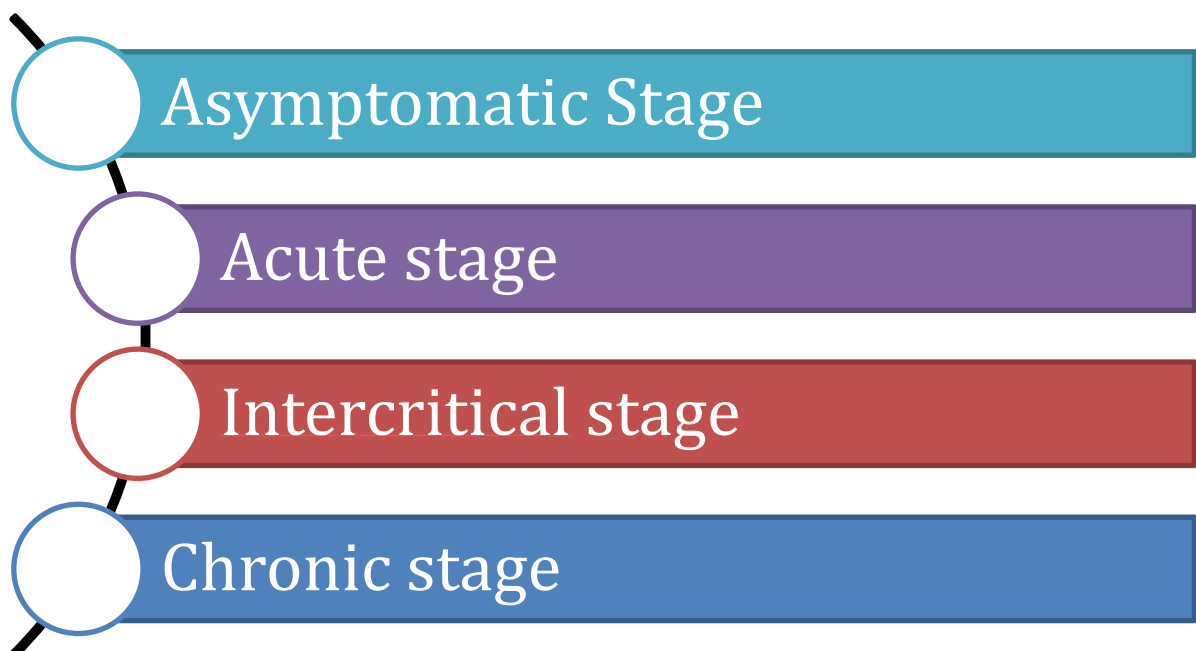 Asymptomatic Stage
Acute stage
Intercritical stage
Chronic stage